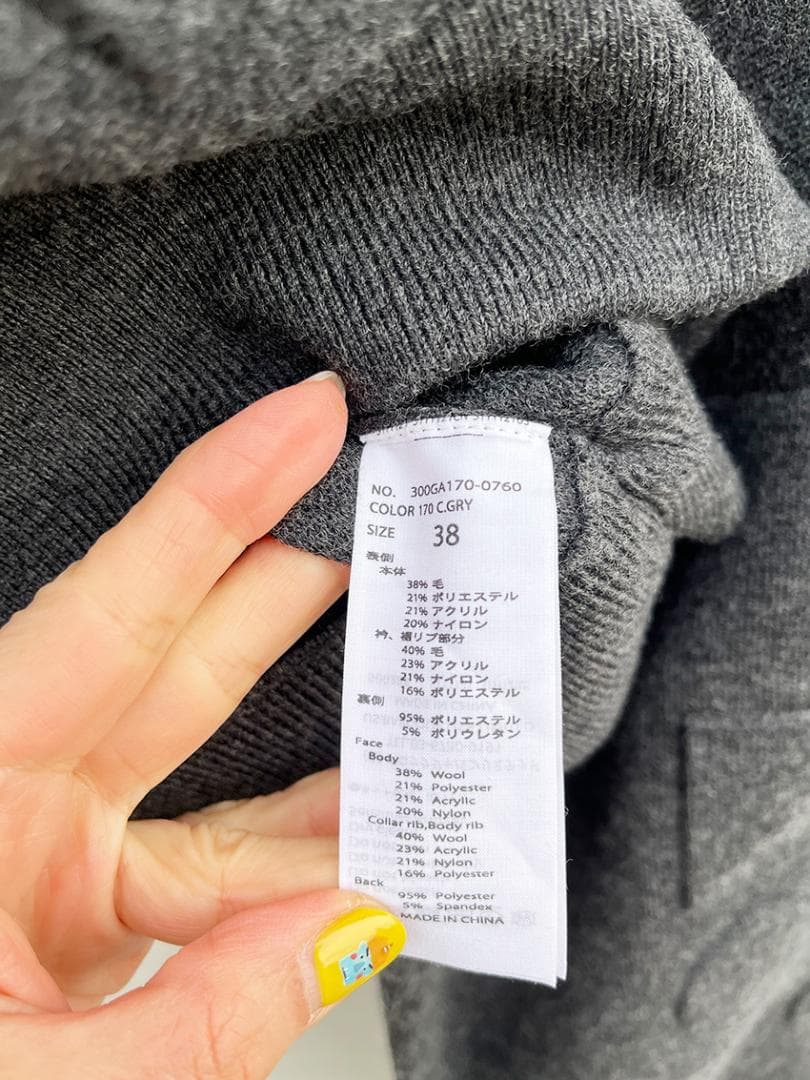 NO. 300GA170-0760
COLOR 170 C.GRY
SIZE 38
表側
本体
38% 毛
21% ポリエステル
21% アクリル
20% ナイロン
衿、裾リブ部分
40% 毛
23% アクリル
21% ナイロン
16% ポリエステル
裏側
95% ポリエステル
5% ポリウレタン
Face
Body
38% Wool
21% Polyester
21% Acrylic
20% Nylon
Collar rib,Body rib
40% Wool
23% Acrylic
21% Nylon
16% Polyester
Back
95% Polyester
5% Spandex
MADE IN CHINA